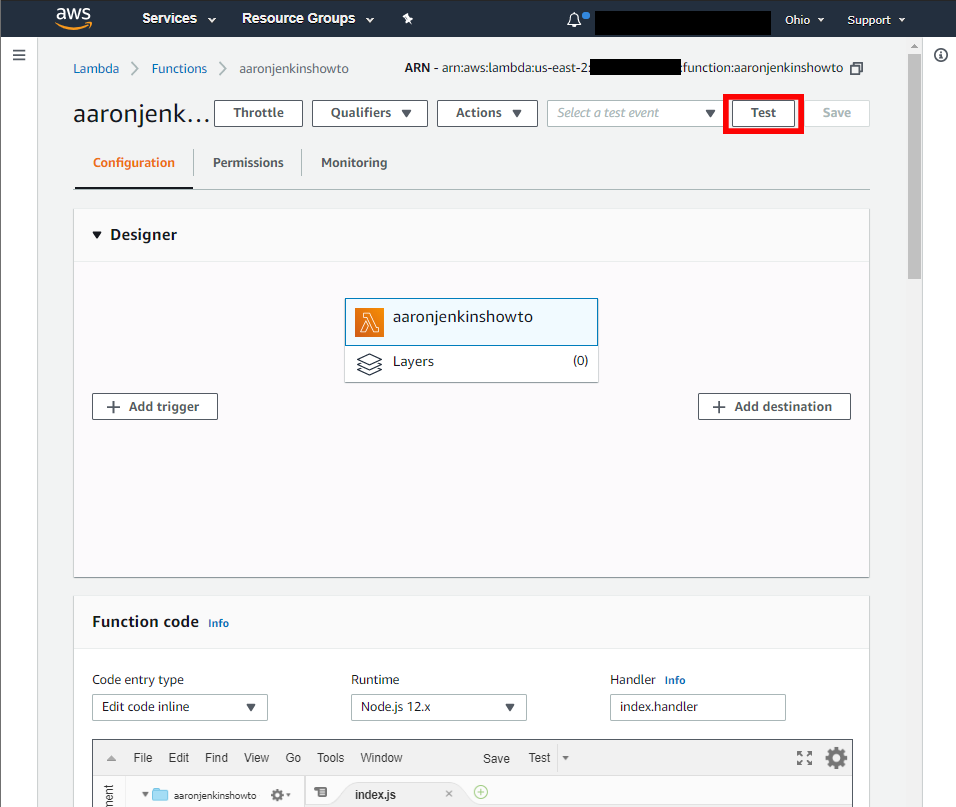 aws Services Resource Groups Ohio Support
Lambda Functions aaronjenkinshowto ARN - arn:aws:lambda:us-east-2: :function:aaronjenkinshowto
aaronjenk... Throttle Qualifiers Actions Select a test event Test Save
Configuration Permissions Monitoring
Designer
aaronjenkinshowto
Layers (0)
Add trigger Add destination
Function code Info
Code entry type Runtime Handler Info
Edit code inline Node.js 12.x index.handler
File Edit Find View Go Tools Window Save Test
aaronjenkinshowto index.js